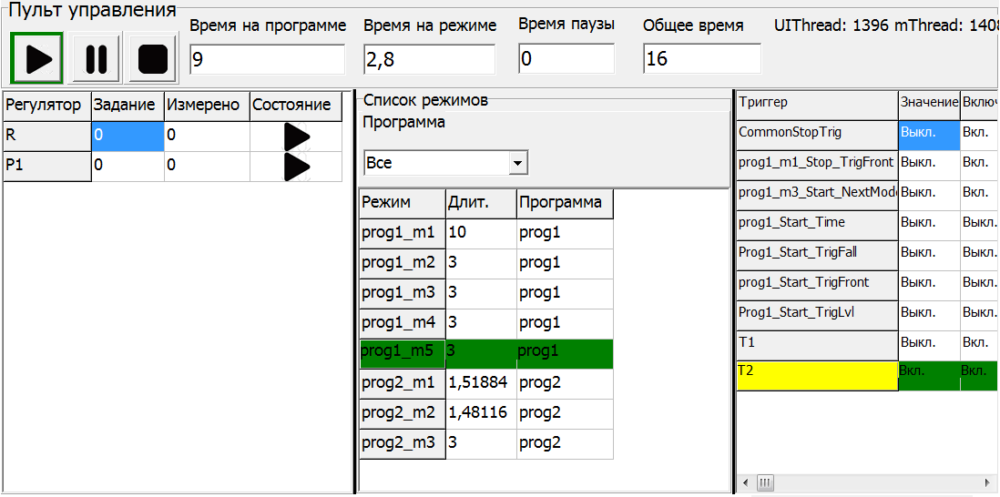 Пульт управления
Время на программе Время на режиме Время паузы Общее время UIThread: 1396 mThread: 1408
9 2,8 0 16
Регулятор Задание Измерено Состояние
R 0 0
P1 0 0
Список режимов
Программа
Все
Режим Длит. Программа
prog1_m1 10 prog1
prog1_m2 3 prog1
prog1_m3 3 prog1
prog1_m4 3 prog1
prog1_m5 3 prog1
prog2_m1 1,51884 prog2
prog2_m2 1,48116 prog2
prog2_m3 3 prog2
Триггер Значение Включ
CommonStopTrig Выкл. Вкл.
prog1_m1_Stop_TrigFront Выкл. Вкл.
prog1_m3_Start_NextMode Выкл. Вкл.
prog1_Start_Time Выкл. Выкл.
Prog1_Start_TrigFall Выкл. Выкл.
prog1_Start_TrigFront Выкл. Выкл.
Prog1_Start_TrigLvl Выкл. Выкл.
T1 Выкл. Вкл.
T2 Вкл. Вкл.